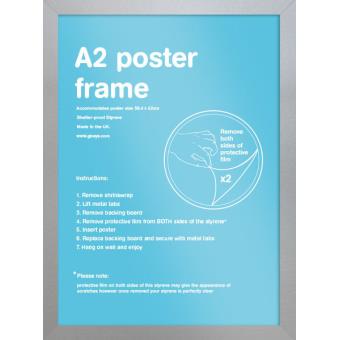 A2 poster
frame
Accommodates poster size 59.4 x 42cm
Shatter-proof Styrene
Made in the UK.
www.gbeye.com
Remove
both
sides of
protective
film
x2
Instructions:
1. Remove shrinkwrap
2. Lift metal tabs
3. Remove backing board
4. Remove protective film from BOTH sides of the styrene*
5. Insert poster
6. Replace backing board and secure with metal tabs
7. Hang on wall and enjoy
* Please note:
protective film on both sides of this styrene may give the appearance of
scratches however once removed your styrene is perfectly clear